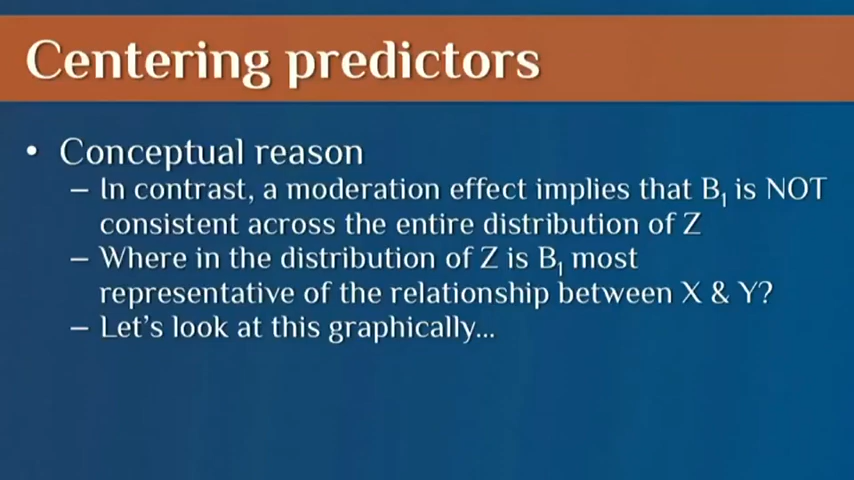 Centering predictors
• Conceptual reason
– In contrast, a moderation effect implies that B₁ is NOT
consistent across the entire distribution of Z
– Where in the distribution of Z is B₁ most
representative of the relationship between X & Y?
– Let's look at this graphically...